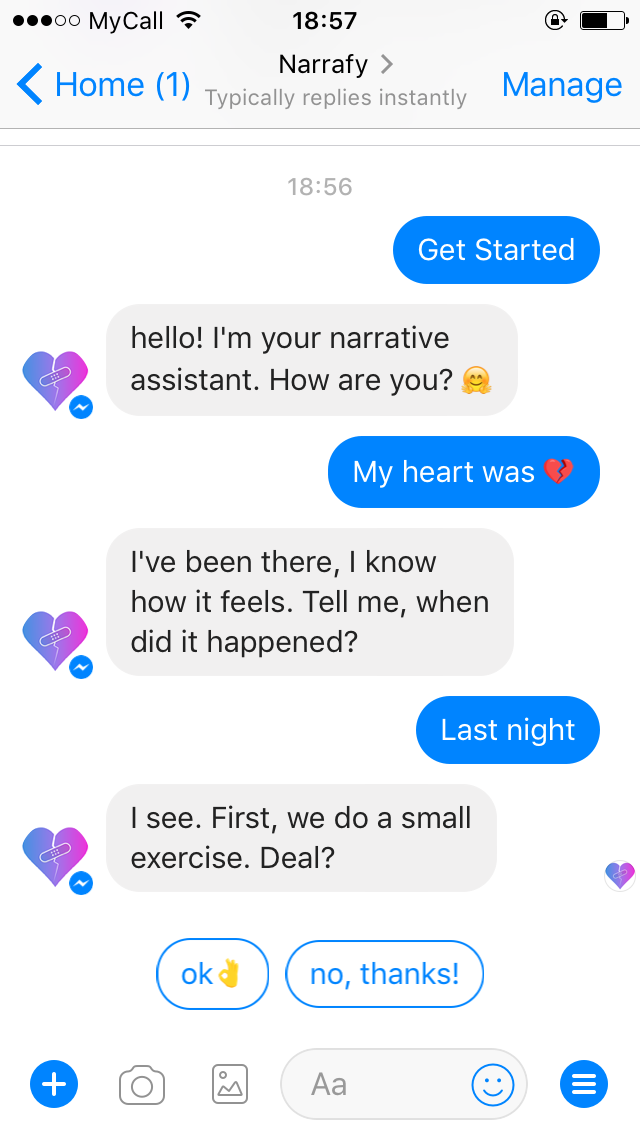 MyCall 18:57
Home (1) Narrafy Manage
Typically replies instantly
18:56
Get Started
hello! I'm your narrative
assistant. How are you? 🤗
My heart was 💔
I've been there, I know
how it feels. Tell me, when
did it happened?
Last night
I see. First, we do a small
exercise. Deal?
ok👌 no, thanks!
Aa